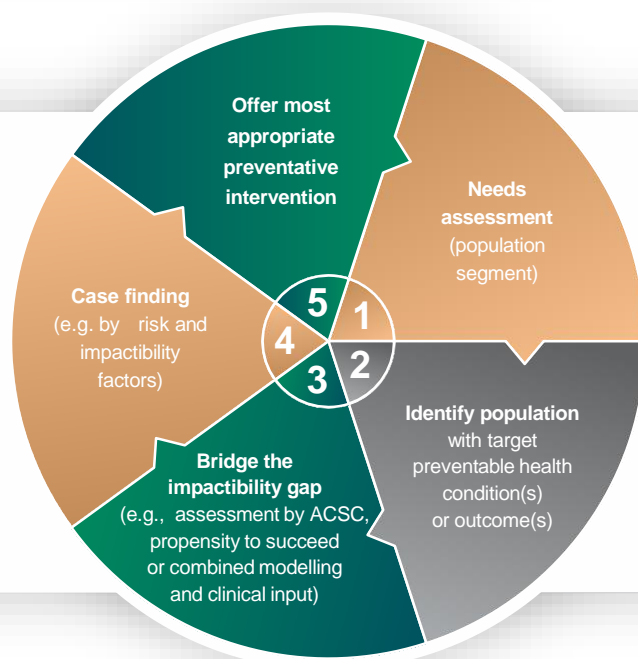 1
Needs
assessment
(population
segment)
2
Identify population
with target
preventable health
condition(s)
or outcome(s)
3
Bridge the
impactibility gap
(e.g., assessment by ACSC,
propensity to succeed
or combined modelling
and clinical input)
4
Case finding
(e.g. by risk and
impactibility
factors)
5
Offer most
appropriate
preventative
intervention